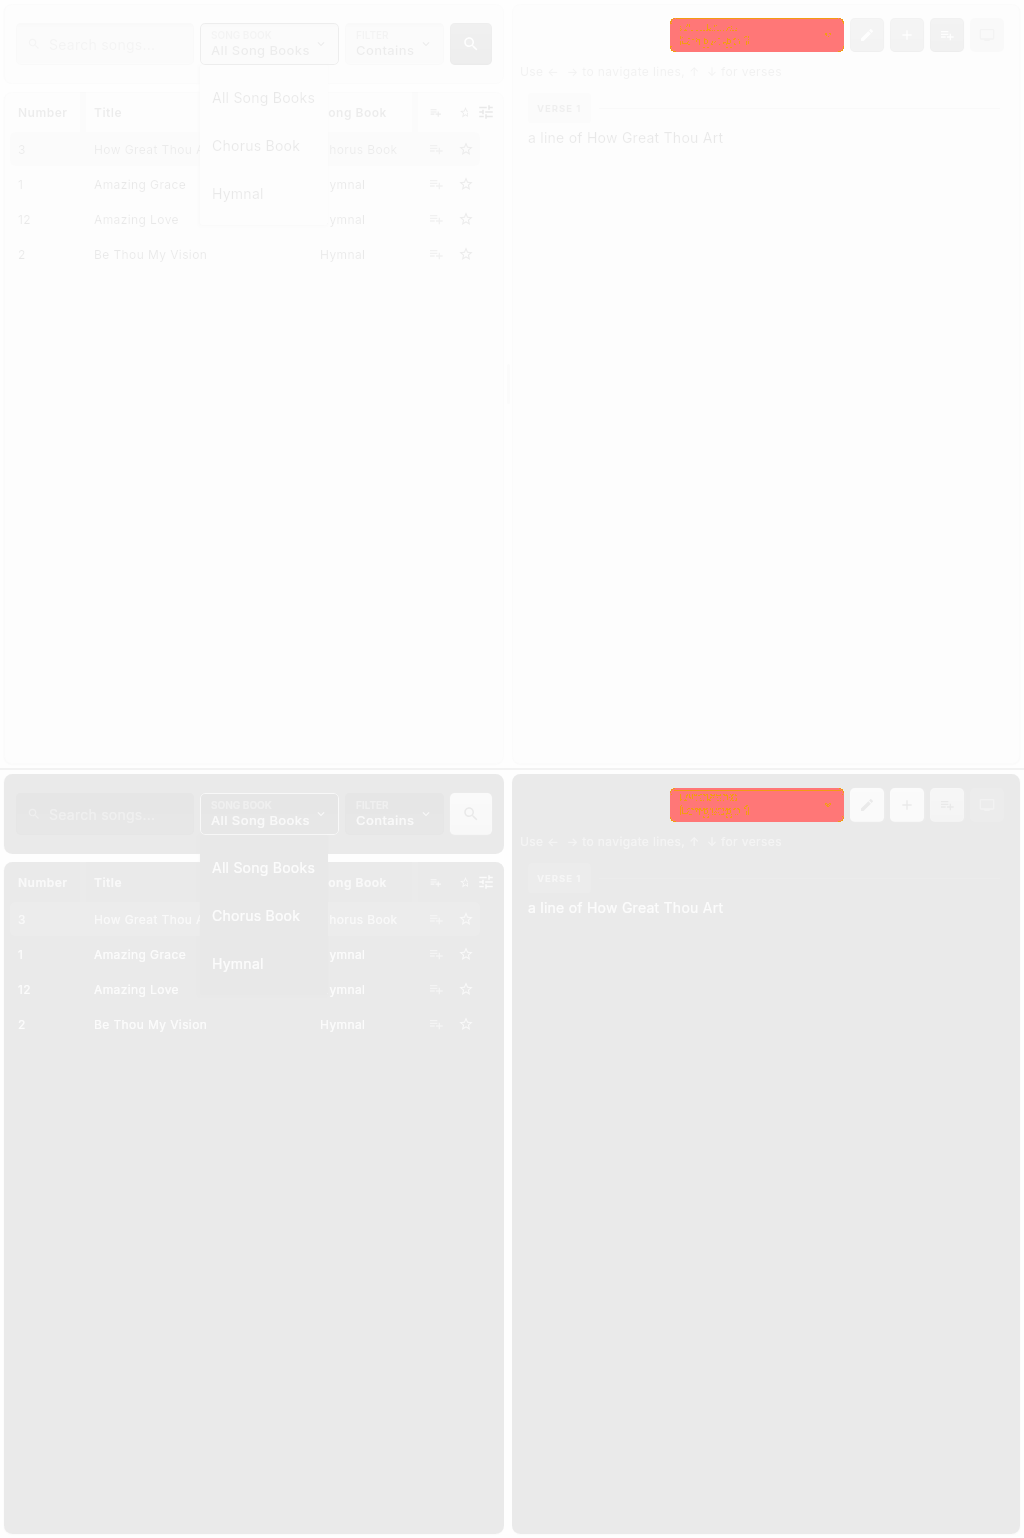 Search songs...
SONG BOOK
All Song Books
FILTER
Contains
All Song Books
Chorus Book
Hymnal
Number Title ong Book
3 How Great Thou A horus Book
1 Amazing Grace ymnal
12 Amazing Love ymnal
2 Be Thou My Vision Hymnal
Use ← → to navigate lines, ↑ ↓ for verses
VERSE 1
a line of How Great Thou Art
Search songs...
SONG BOOK
All Song Books
FILTER
Contains
All Song Books
Chorus Book
Hymnal
Number Title ong Book
3 How Great Thou A horus Book
1 Amazing Grace ymnal
12 Amazing Love ymnal
2 Be Thou My Vision Hymnal
Use ← → to navigate lines, ↑ ↓ for verses
VERSE 1
a line of How Great Thou Art